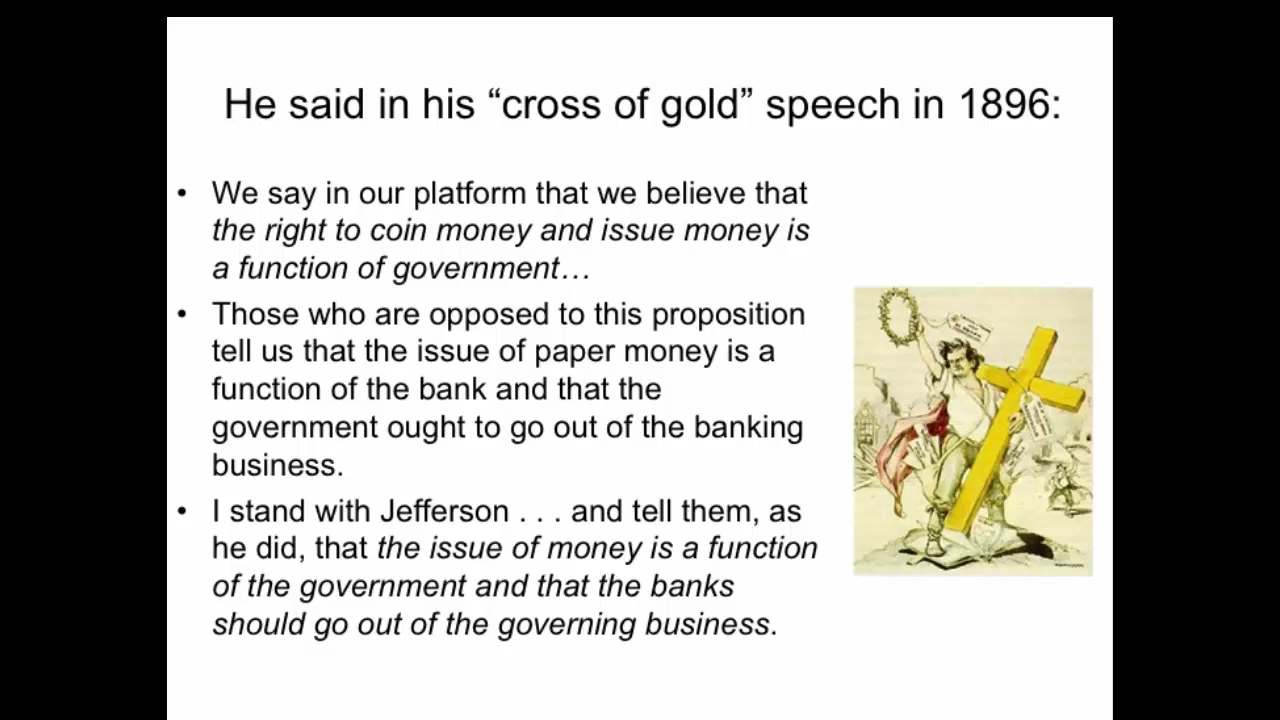 He said in his “cross of gold” speech in 1896:
• We say in our platform that we believe that
the right to coin money and issue money is
a function of government…
• Those who are opposed to this proposition
tell us that the issue of paper money is a
function of the bank and that the
government ought to go out of the banking
business.
• I stand with Jefferson . . . and tell them, as
he did, that the issue of money is a function
of the government and that the banks
should go out of the governing business.